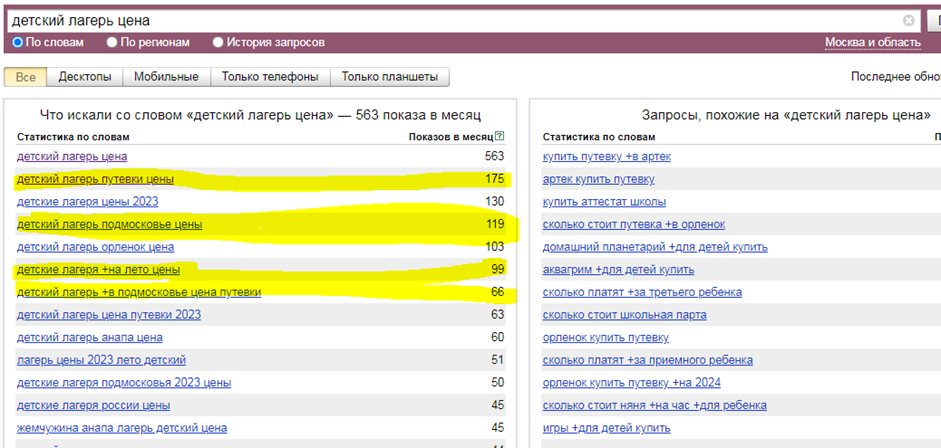 детский лагерь цена
По словам По регионам История запросов Москва и область
Все Десктопы Мобильные Только телефоны Только планшеты Последнее обно
Что искали со словом «детский лагерь цена» — 563 показа в месяц
Статистика по словам Показов в месяц ?
детский лагерь цена 563
детский лагерь путевки цены 175
детские лагеря цены 2023 130
детский лагерь подмосковье цены 119
детский лагерь орленок цена 103
детские лагеря +на лето цены 99
детский лагерь +в подмосковье цена путевки 66
детский лагерь цена путевки 2023 63
детский лагерь анапа цена 60
лагерь цены 2023 лето детский 51
детские лагеря подмосковья 2023 цены 50
детские лагеря россии цены 45
жемчужина анапа лагерь детский цена 45
Запросы, похожие на «детский лагерь цена»
Статистика по словам П
купить путевку +в артек
артек купить путевку
купить аттестат школы
сколько стоит путевка +в орленок
домашний планетарий +для детей купить
аквагрим +для детей купить
сколько платят +за третьего ребенка
сколько стоит школьная парта
орленок купить путевку
сколько платят +за приемного ребенка
орленок купить путевку +на 2024
сколько стоит няня +на час +для ребенка
игры +для детей купить